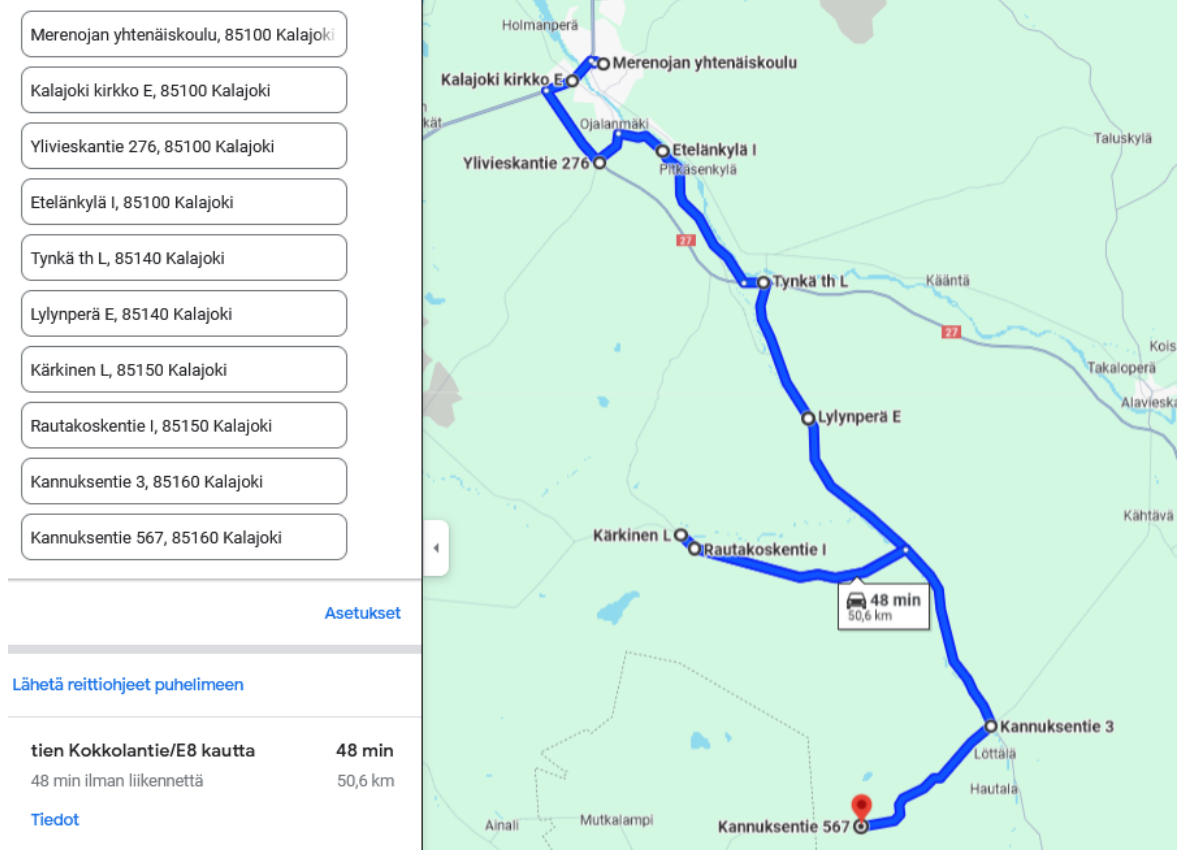 Merenojan yhtenäiskoulu, 85100 Kalajoki
Kalajoki kirkko E, 85100 Kalajoki
Ylivieskantie 276, 85100 Kalajoki
Etelänkylä I, 85100 Kalajoki
Tynkä th L, 85140 Kalajoki
Lylynperä E, 85140 Kalajoki
Kärkinen L, 85150 Kalajoki
Rautakoskentie I, 85150 Kalajoki
Kannuksentie 3, 85160 Kalajoki
Kannuksentie 567, 85160 Kalajoki
Asetukset
Lähetä reittiohjeet puhelimeen
tien Kokkolantie/E8 kautta 48 min
48 min ilman liikennettä 50,6 km
Tiedot
Holmanperä
Merenojan yhtenäiskoulu
Kalajoki kirkko E
kät
Ojalanmäki
Taluskylä
Etelänkylä I
Ylivieskantie 276
Pitkäsenkylä
27
Tynkä th L
Kääntä
27
Kois
Takaloperä
Alavieska
Lylynperä E
Kähtävä
Kärkinen L
Rautakoskentie I
48 min
50,6 km
Kannuksentie 3
Löttälä
Hautala
Ainali
Mutkalampi
Kannuksentie 567